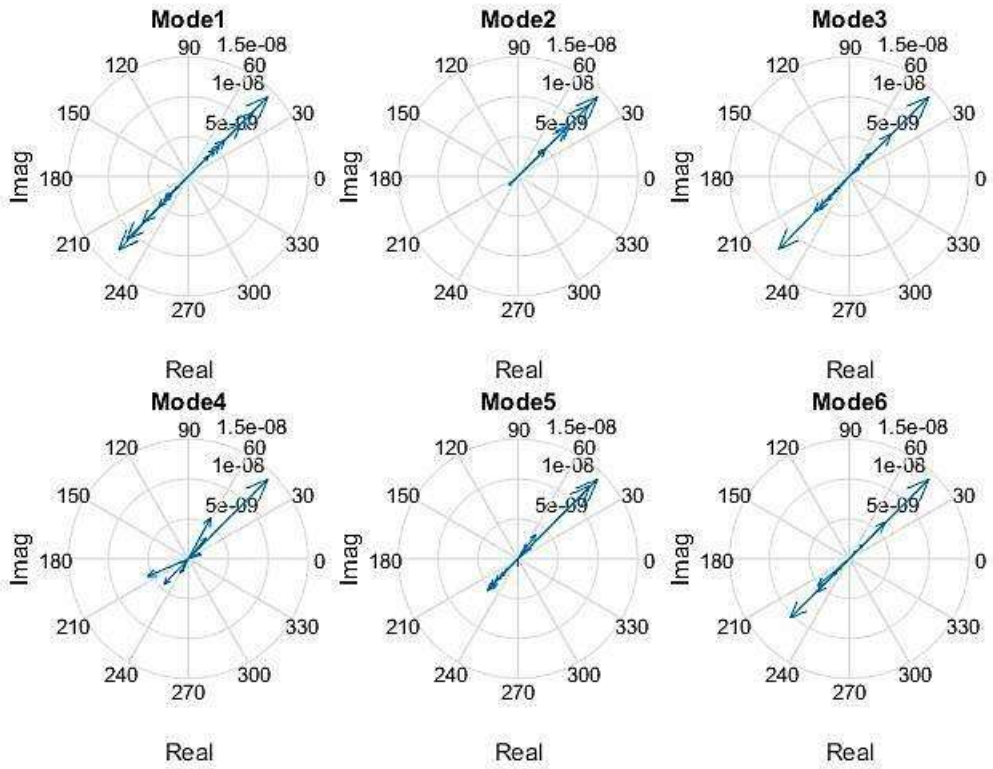 Mode1
90 1.5e-08
120 60
1e-08
150 30
5e-09
Imag
180 0
210 330
240 300
270
Real
Mode2
90 1.5e-08
120 60
1e-08
150 30
5e-09
Imag
180 0
210 330
240 300
270
Real
Mode3
90 1.5e-08
120 60
1e-08
150 30
5e-09
Imag
180 0
210 330
240 300
270
Real
Mode4
90 1.5e-08
120 60
1e-08
150 30
5e-09
Imag
180 0
210 330
240 300
270
Real
Mode5
90 1.5e-08
120 60
1e-08
150 30
5e-09
Imag
180 0
210 330
240 300
270
Real
Mode6
90 1.5e-08
120 60
1e-08
150 30
5e-09
Imag
180 0
210 330
240 300
270
Real